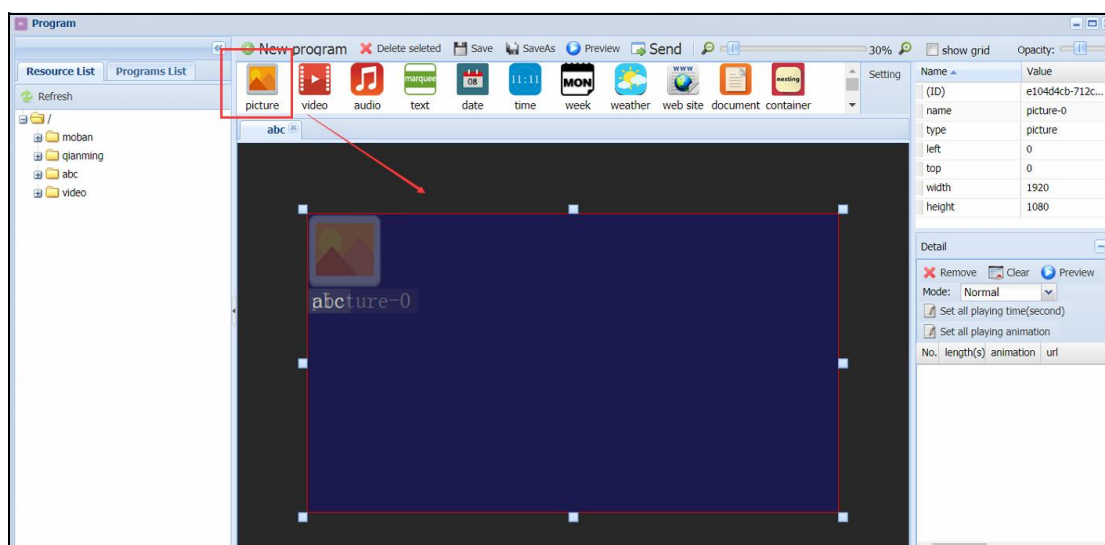 Program
New program Delete seleted Save SaveAs Preview Send 30% show grid Opacity:
Resource List Programs List
Refresh
/
moban
qianming
abc
video
marquee 08 11:11 MON WWW nesting
picture video audio text date time week weather web site document container
Setting
abc
abcture-0
Name Value
(ID) e104d4cb-712c...
name picture-0
type picture
left 0
top 0
width 1920
height 1080
Detail
Remove Clear Preview
Mode: Normal
Set all playing time(second)
Set all playing animation
No. length(s) animation url